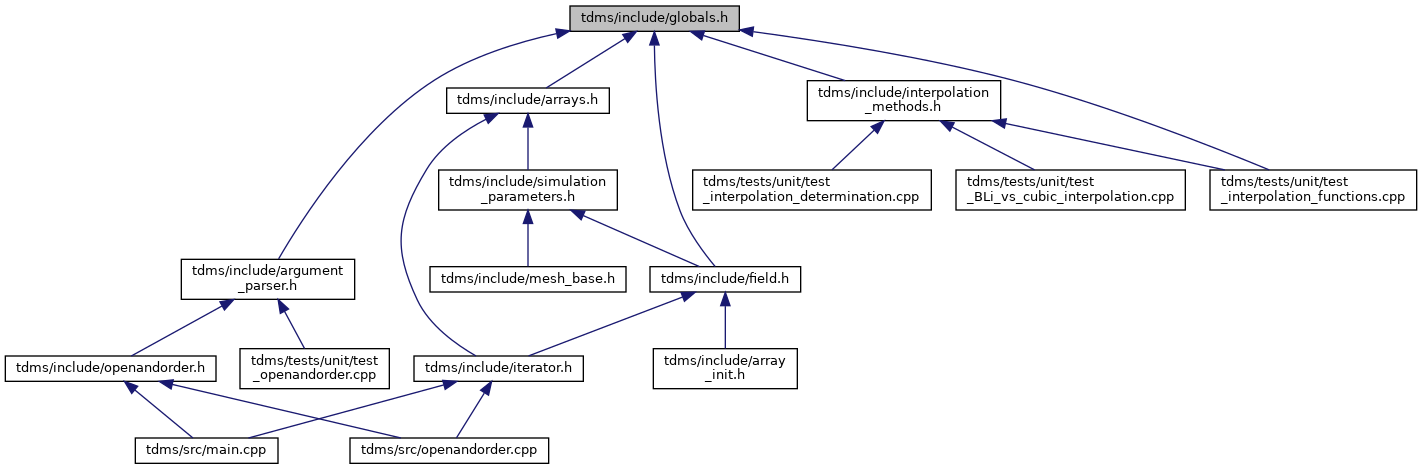 tdms/include/globals.h
tdms/include/arrays.h
tdms/include/interpolation
_methods.h
tdms/include/simulation
_parameters.h
tdms/tests/unit/test
_interpolation_determination.cpp
tdms/tests/unit/test
_BLi_vs_cubic_interpolation.cpp
tdms/tests/unit/test
_interpolation_functions.cpp
tdms/include/argument
_parser.h
tdms/include/mesh_base.h
tdms/include/field.h
tdms/include/openandorder.h
tdms/tests/unit/test
_openandorder.cpp
tdms/include/iterator.h
tdms/include/array
_init.h
tdms/src/main.cpp
tdms/src/openandorder.cpp